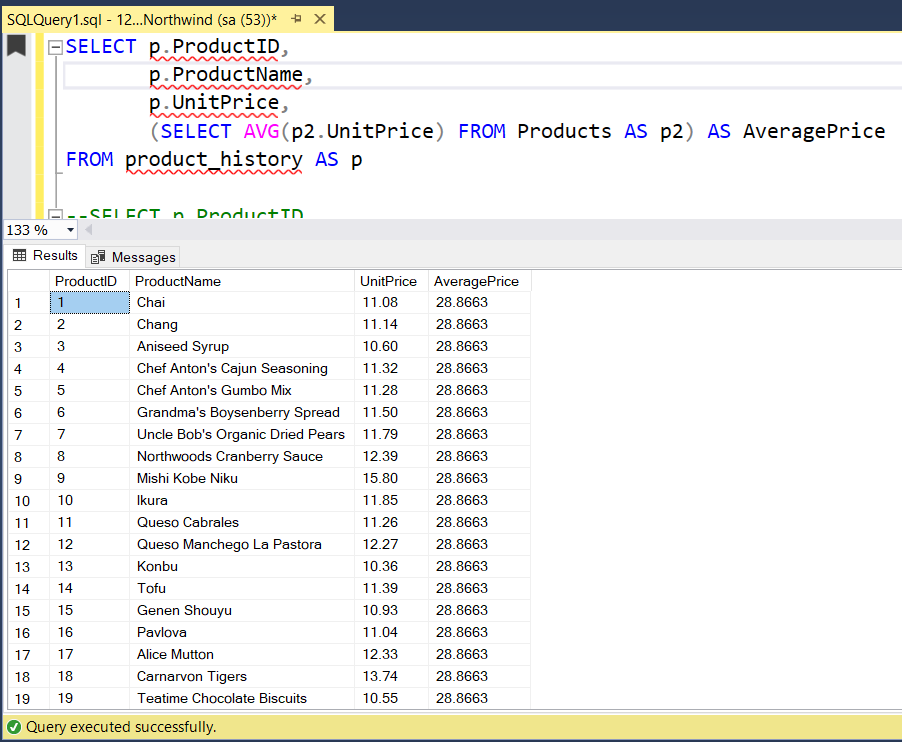 SQLQuery1.sql - 12...Northwind (sa (53))*
SELECT p.ProductID,
p.ProductName,
p.UnitPrice,
(SELECT AVG(p2.UnitPrice) FROM Products AS p2) AS AveragePrice
FROM product_history AS p
--SELECT p.ProductID
133 %
Results Messages
ProductID ProductName UnitPrice AveragePrice
1 1 Chai 11.08 28.8663
2 2 Chang 11.14 28.8663
3 3 Aniseed Syrup 10.60 28.8663
4 4 Chef Anton's Cajun Seasoning 11.32 28.8663
5 5 Chef Anton's Gumbo Mix 11.28 28.8663
6 6 Grandma's Boysenberry Spread 11.50 28.8663
7 7 Uncle Bob's Organic Dried Pears 11.79 28.8663
8 8 Northwoods Cranberry Sauce 12.39 28.8663
9 9 Mishi Kobe Niku 15.80 28.8663
10 10 Ikura 11.85 28.8663
11 11 Queso Cabrales 11.26 28.8663
12 12 Queso Manchego La Pastora 12.27 28.8663
13 13 Konbu 10.36 28.8663
14 14 Tofu 11.39 28.8663
15 15 Genen Shouyu 10.93 28.8663
16 16 Pavlova 11.04 28.8663
17 17 Alice Mutton 12.33 28.8663
18 18 Carnarvon Tigers 13.74 28.8663
19 19 Teatime Chocolate Biscuits 10.55 28.8663
Query executed successfully.